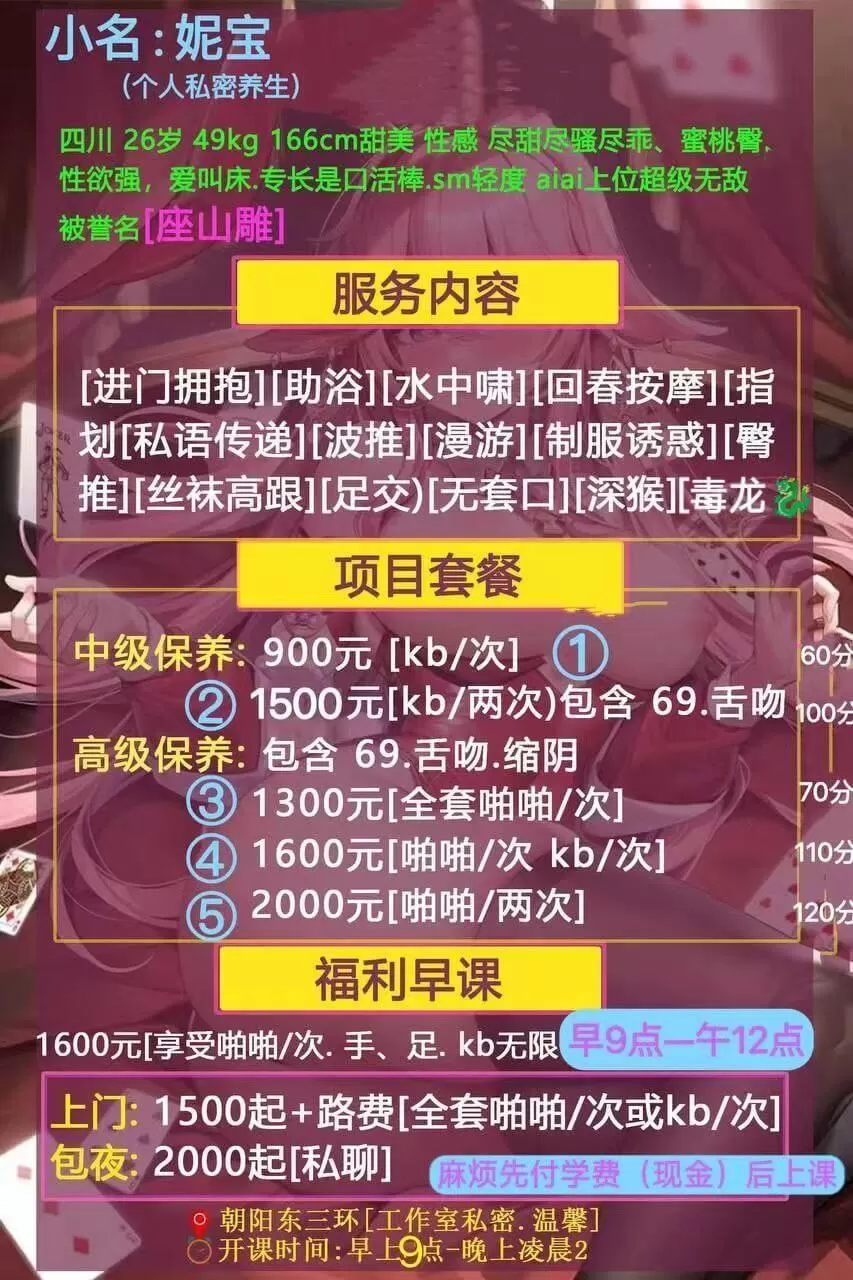 小名:妮宝
(个人私密养生)
四川 26岁 49kg 166cm甜美 性感 尽甜尽骚尽乖、蜜桃臀.
性欲强，爱叫床.专长是口活棒.sm轻度 aiai上位超级无敌
被誉名[座山雕]
服务内容
[进门拥抱][助浴][水中啸][回春按摩][指
划[私语传递][波推][漫游][制服诱惑][臀
推][丝袜高跟][足交)[无套口][深猴][毒龙🐉
项目套餐
中级保养: 900元 [kb/次] ① 60分
② 1500元[kb/两次)包含 69.舌吻 100分
高级保养: 包含 69.舌吻.缩阴
③ 1300元[全套啪啪/次] 70分
④ 1600元[啪啪/次 kb/次] 110分
⑤ 2000元[啪啪/两次] 120分
福利早课
1600元[享受啪啪/次. 手、足. kb无限 早9点—午12点
上门: 1500起+路费[全套啪啪/次或kb/次]
包夜: 2000起[私聊] 麻烦先付学费（现金）后上课
朝阳东三环[工作室私密.温馨]
开课时间:早上9点-晚上凌晨2
JOKER